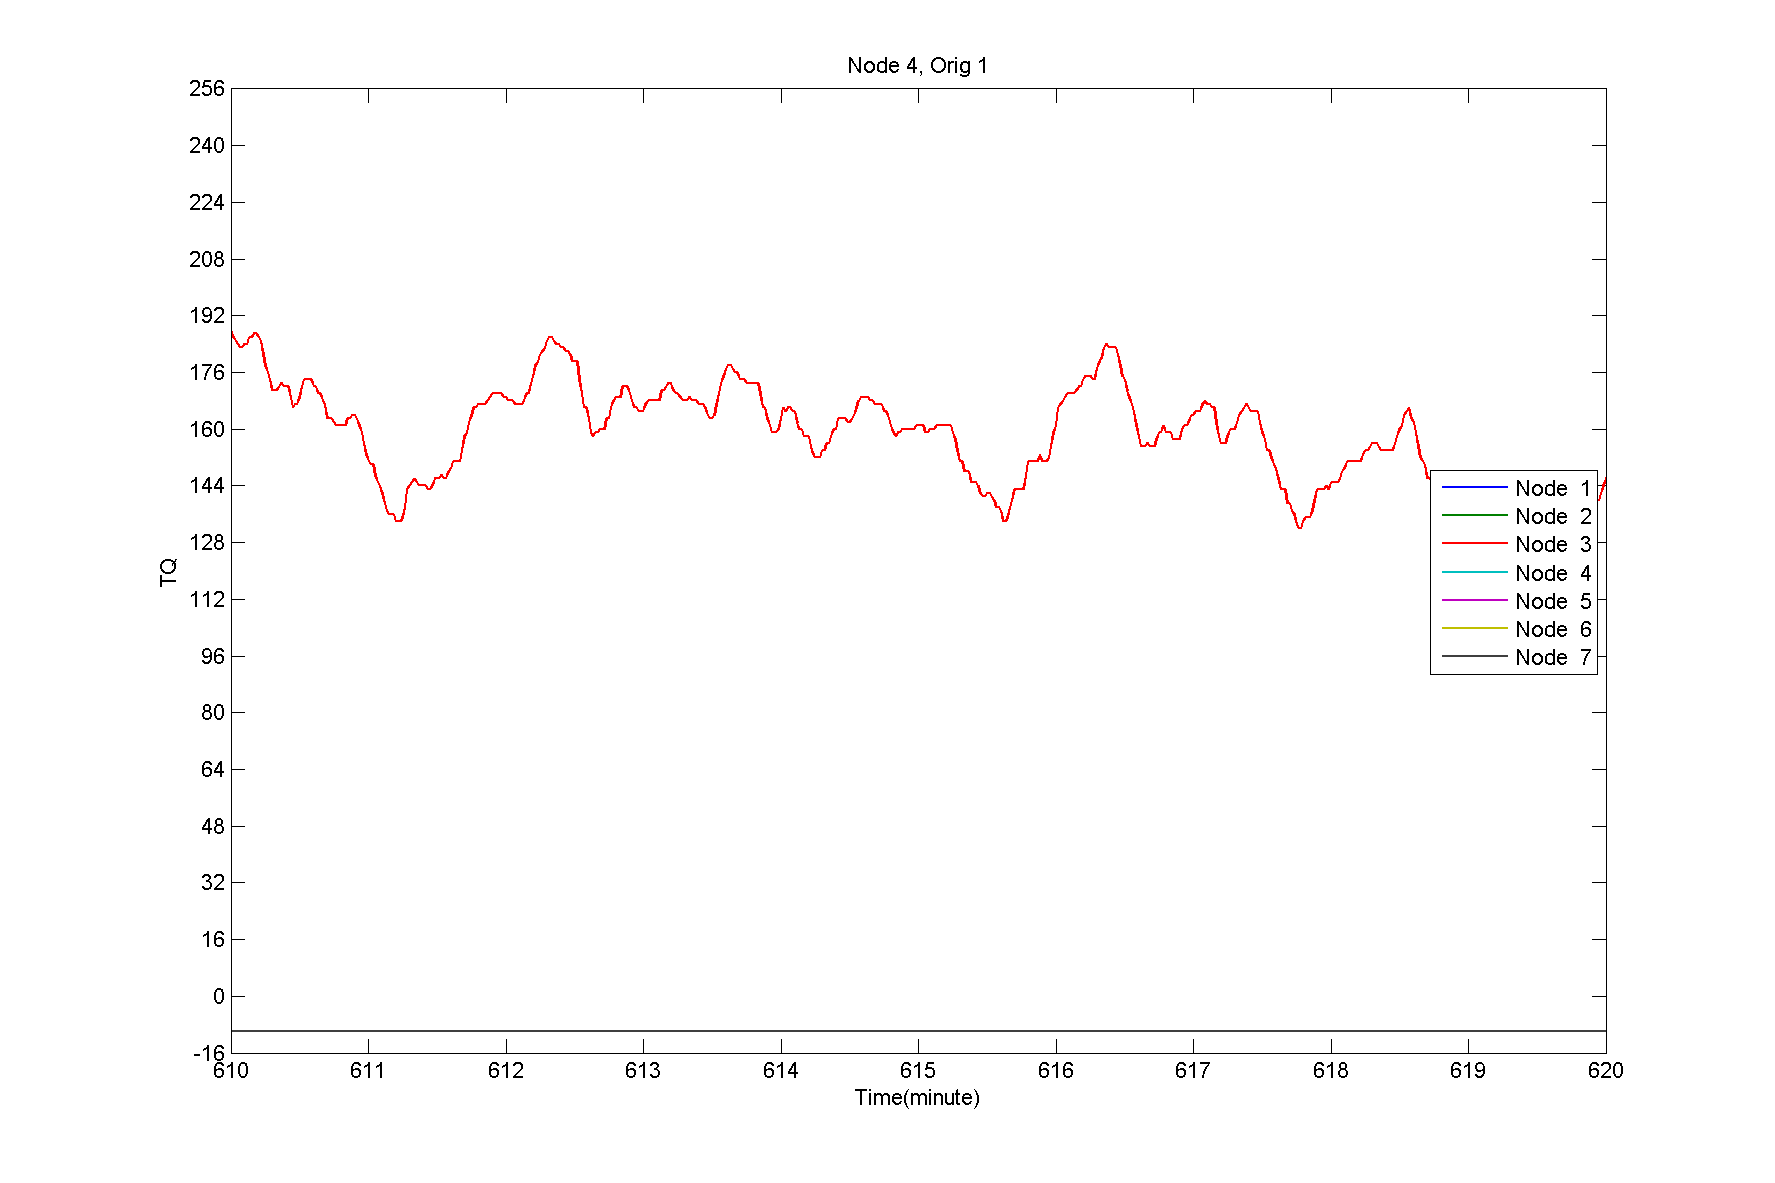 Node 4, Orig 1
256
240
224
208
192
176
160
144
128
112
96
80
64
48
32
16
0
-16
TQ
610 611 612 613 614 615 616 617 618 619 620
Time(minute)
Node 1
Node 2
Node 3
Node 4
Node 5
Node 6
Node 7